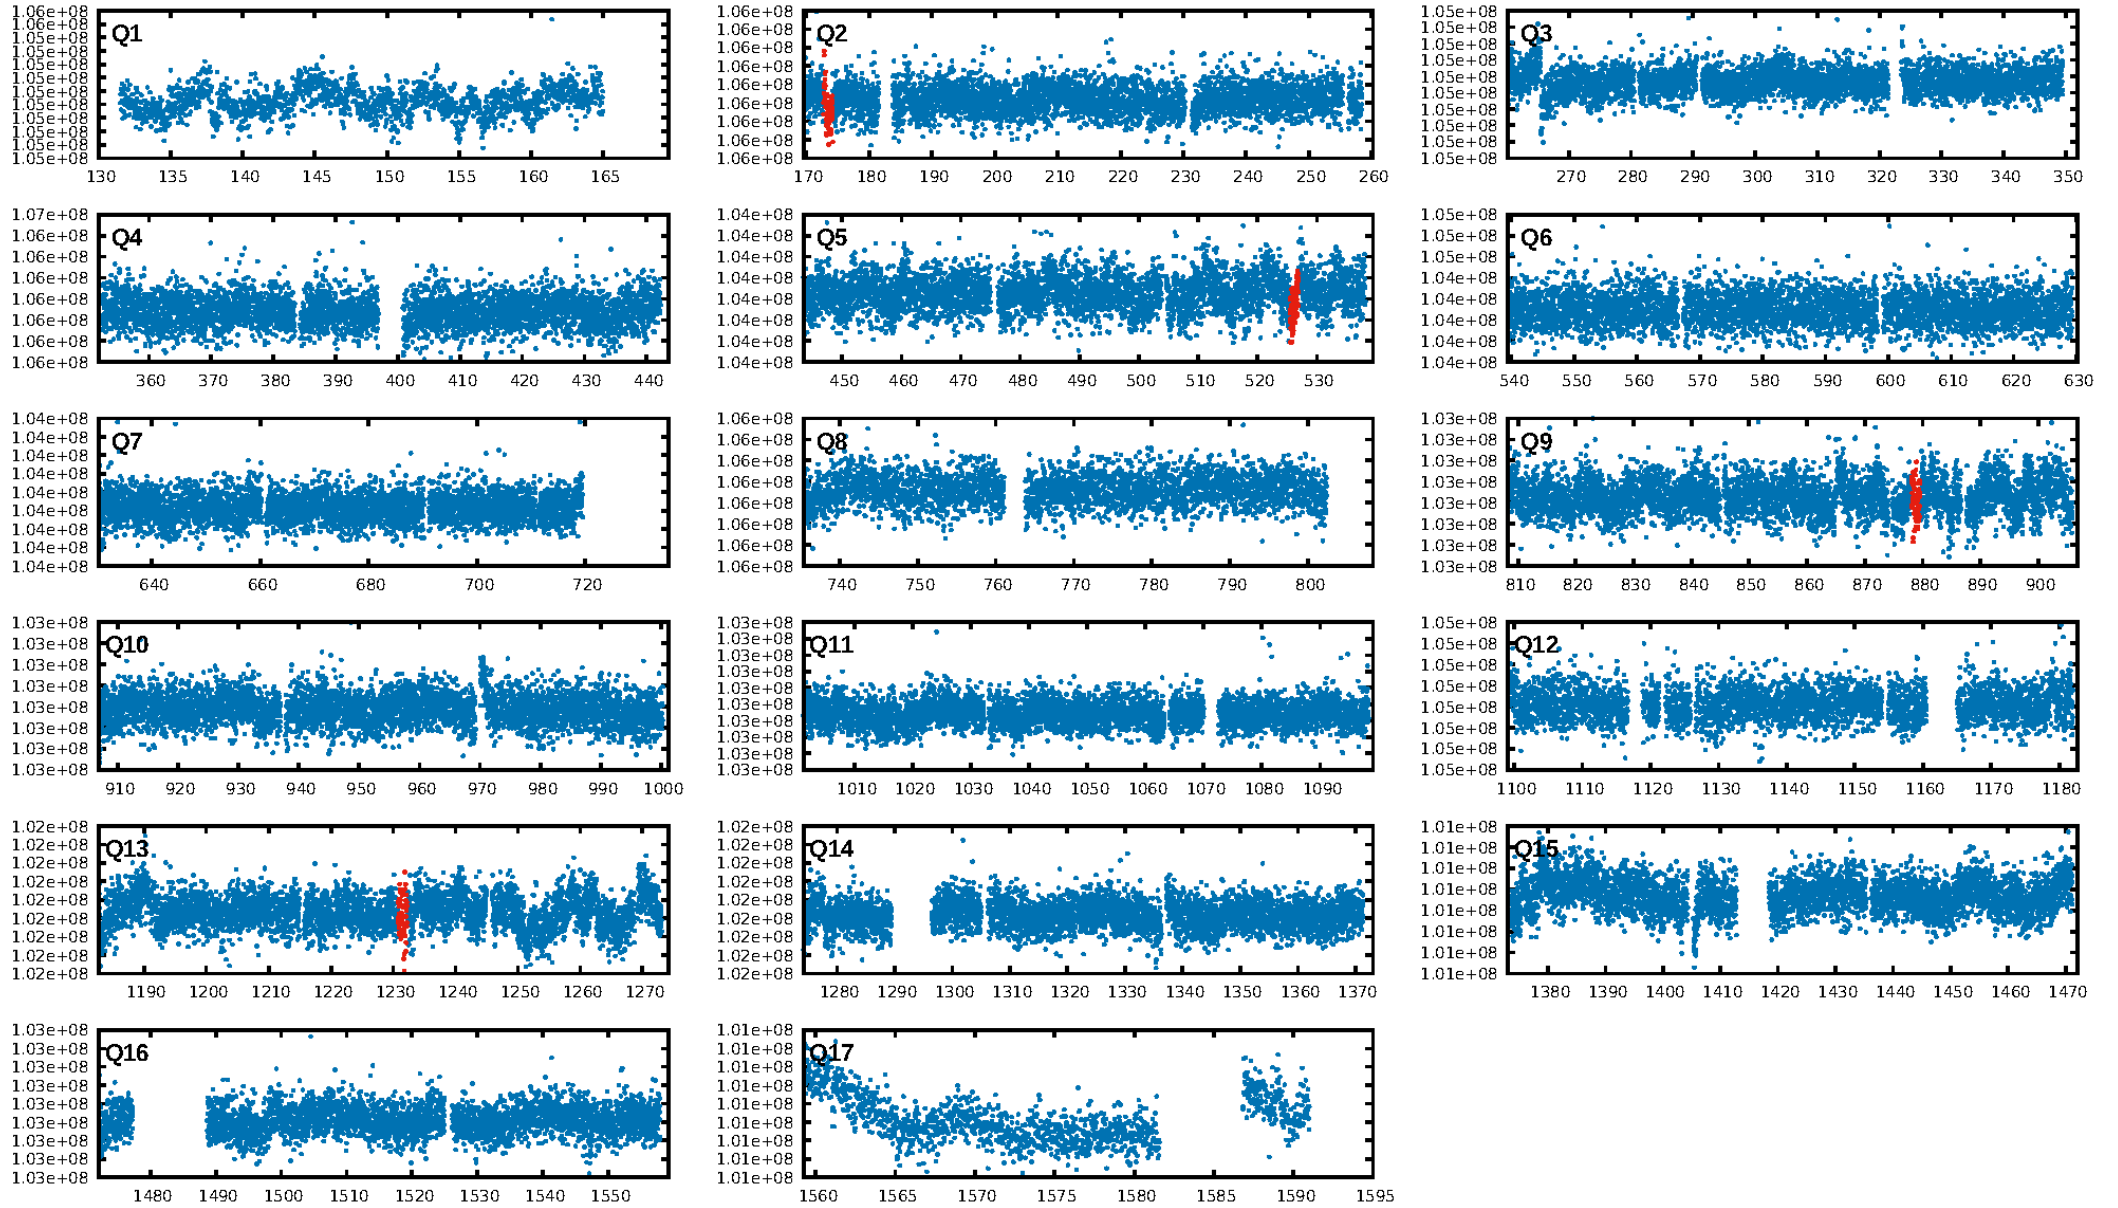 Q1
1.06e+08
1.06e+08
1.05e+08
1.05e+08
1.05e+08
1.05e+08
1.05e+08
1.05e+08
1.05e+08
1.05e+08
1.05e+08
1.05e+08
130 135 140 145 150 155 160 165
Q2
1.06e+08
1.06e+08
1.06e+08
1.06e+08
1.06e+08
1.06e+08
1.06e+08
1.06e+08
1.06e+08
170 180 190 200 210 220 230 240 250 260
Q3
1.05e+08
1.05e+08
1.05e+08
1.05e+08
1.05e+08
1.05e+08
1.05e+08
1.05e+08
1.05e+08
1.05e+08
270 280 290 300 310 320 330 340 350
Q4
1.07e+08
1.06e+08
1.06e+08
1.06e+08
1.06e+08
1.06e+08
1.06e+08
1.06e+08
360 370 380 390 400 410 420 430 440
Q5
1.04e+08
1.04e+08
1.04e+08
1.04e+08
1.04e+08
1.04e+08
1.04e+08
1.04e+08
450 460 470 480 490 500 510 520 530
Q6
1.05e+08
1.05e+08
1.05e+08
1.04e+08
1.04e+08
1.04e+08
1.04e+08
1.04e+08
540 550 560 570 580 590 600 610 620 630
Q7
1.04e+08
1.04e+08
1.04e+08
1.04e+08
1.04e+08
1.04e+08
1.04e+08
1.04e+08
1.04e+08
640 660 680 700 720
Q8
1.06e+08
1.06e+08
1.06e+08
1.06e+08
1.06e+08
1.06e+08
1.06e+08
1.06e+08
740 750 760 770 780 790 800
Q9
1.03e+08
1.03e+08
1.03e+08
1.03e+08
1.03e+08
1.03e+08
1.03e+08
1.03e+08
810 820 830 840 850 860 870 880 890 900
Q10
1.03e+08
1.03e+08
1.03e+08
1.03e+08
1.03e+08
1.03e+08
1.03e+08
1.03e+08
910 920 930 940 950 960 970 980 990 1000
Q11
1.03e+08
1.03e+08
1.03e+08
1.03e+08
1.03e+08
1.03e+08
1.03e+08
1.03e+08
1.03e+08
1.03e+08
1010 1020 1030 1040 1050 1060 1070 1080 1090
Q12
1.05e+08
1.05e+08
1.05e+08
1.05e+08
1.05e+08
1.05e+08
1.05e+08
1.05e+08
1100 1110 1120 1130 1140 1150 1160 1170 1180
Q13
1.02e+08
1.02e+08
1.02e+08
1.02e+08
1.02e+08
1.02e+08
1.02e+08
1.02e+08
1.02e+08
1190 1200 1210 1220 1230 1240 1250 1260 1270
Q14
1.02e+08
1.02e+08
1.02e+08
1.02e+08
1.02e+08
1.02e+08
1.02e+08
1.02e+08
1.02e+08
1280 1290 1300 1310 1320 1330 1340 1350 1360 1370
Q15
1.01e+08
1.01e+08
1.01e+08
1.01e+08
1.01e+08
1.01e+08
1.01e+08
1.01e+08
1380 1390 1400 1410 1420 1430 1440 1450 1460 1470
Q16
1.03e+08
1.03e+08
1.03e+08
1.03e+08
1.03e+08
1.03e+08
1.03e+08
1.03e+08
1.03e+08
1480 1490 1500 1510 1520 1530 1540 1550
Q17
1.01e+08
1.01e+08
1.01e+08
1.01e+08
1.01e+08
1.01e+08
1.01e+08
1.01e+08
1.01e+08
1560 1565 1570 1575 1580 1585 1590 1595